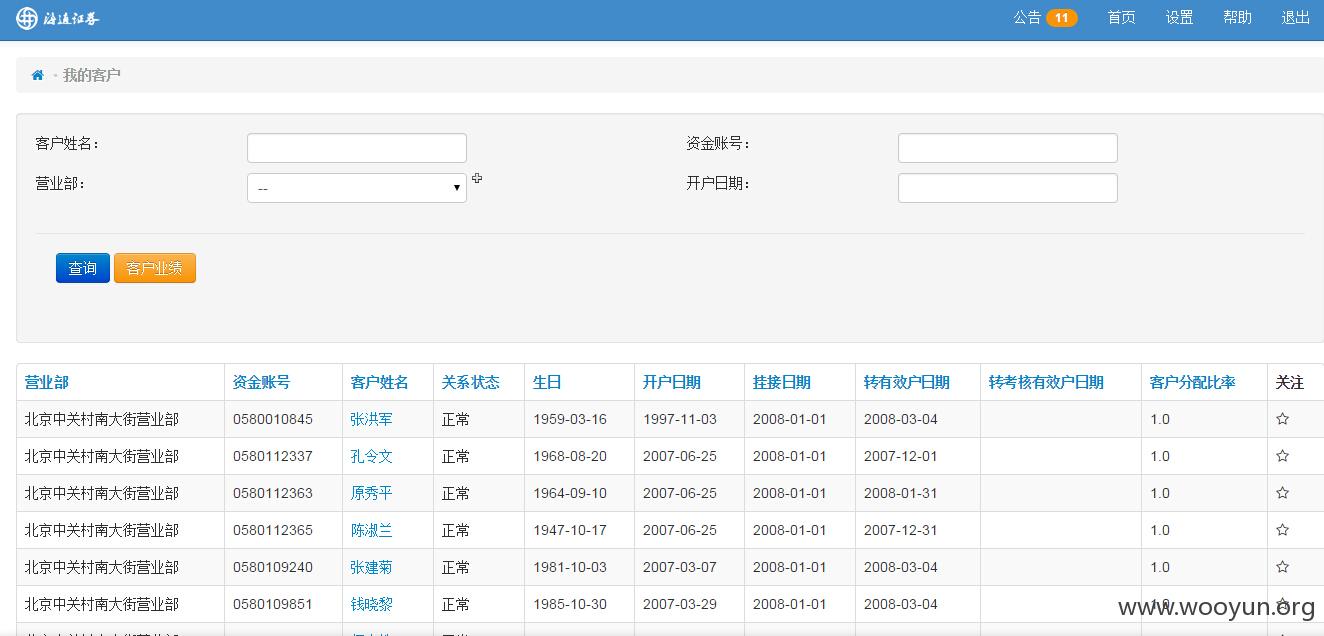 海通证券 公告 11 首页 设置 帮助 退出
- 我的客户
客户姓名： 资金账号：
营业部： -- 开户日期：
查询 客户业绩
营业部 资金账号 客户姓名 关系状态 生日 开户日期 挂接日期 转有效户日期 转考核有效户日期 客户分配比率 关注
北京中关村南大街营业部 0580010845 张洪军 正常 1959-03-16 1997-11-03 2008-01-01 2008-03-04 1.0
北京中关村南大街营业部 0580112337 孔令文 正常 1968-08-20 2007-06-25 2008-01-01 2007-12-01 1.0
北京中关村南大街营业部 0580112363 原秀平 正常 1964-09-10 2007-06-25 2008-01-01 2008-01-31 1.0
北京中关村南大街营业部 0580112365 陈淑兰 正常 1947-10-17 2007-06-25 2008-01-01 2007-12-31 1.0
北京中关村南大街营业部 0580109240 张建菊 正常 1981-10-03 2007-03-07 2008-01-01 2008-03-04 1.0
北京中关村南大街营业部 0580109851 钱晓黎 正常 1985-10-30 2007-03-29 2008-01-01 2008-03-04 1.0
www.wooyun.org